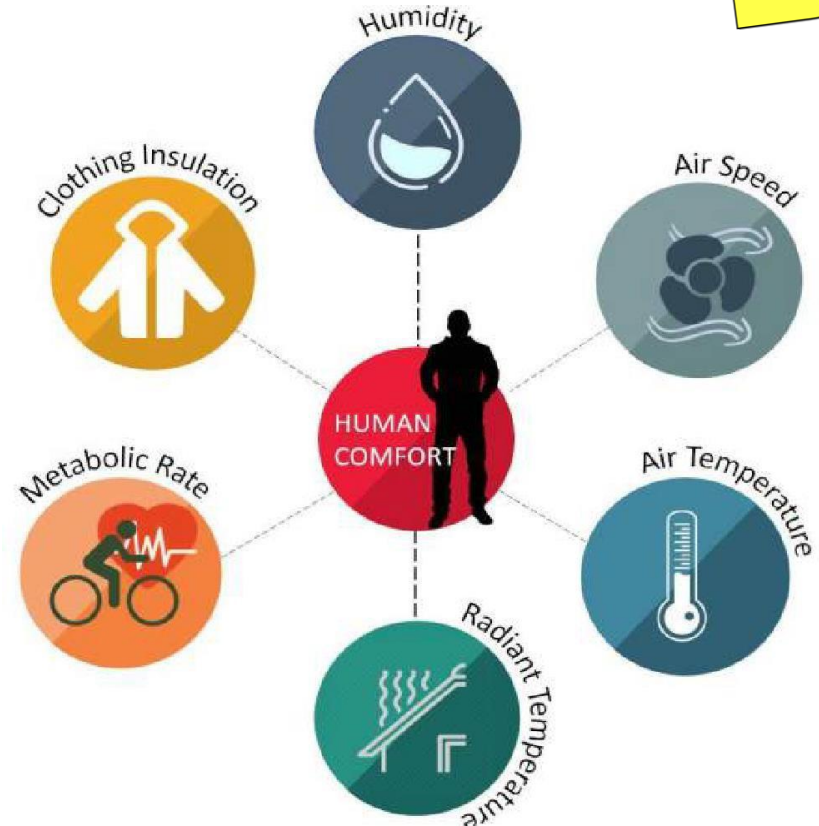 Humidity
Clothing Insulation
Air Speed
HUMAN
COMFORT
Metabolic Rate
Air Temperature
Radiant Temperature